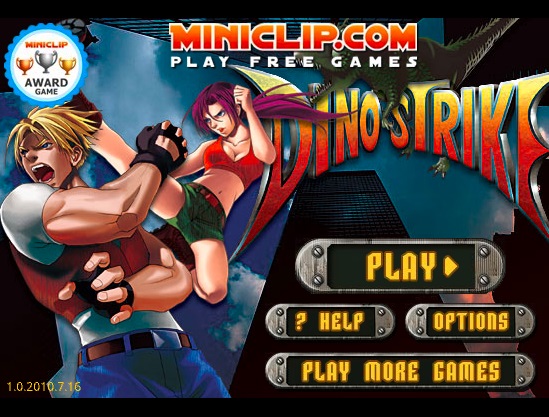 MINICLIP
AWARD
GAME
MINICLIP.COM
PLAY FREE GAMES
DINO STRIKE
PLAY
? HELP
OPTIONS
PLAY MORE GAMES
1.0.2010.7.16